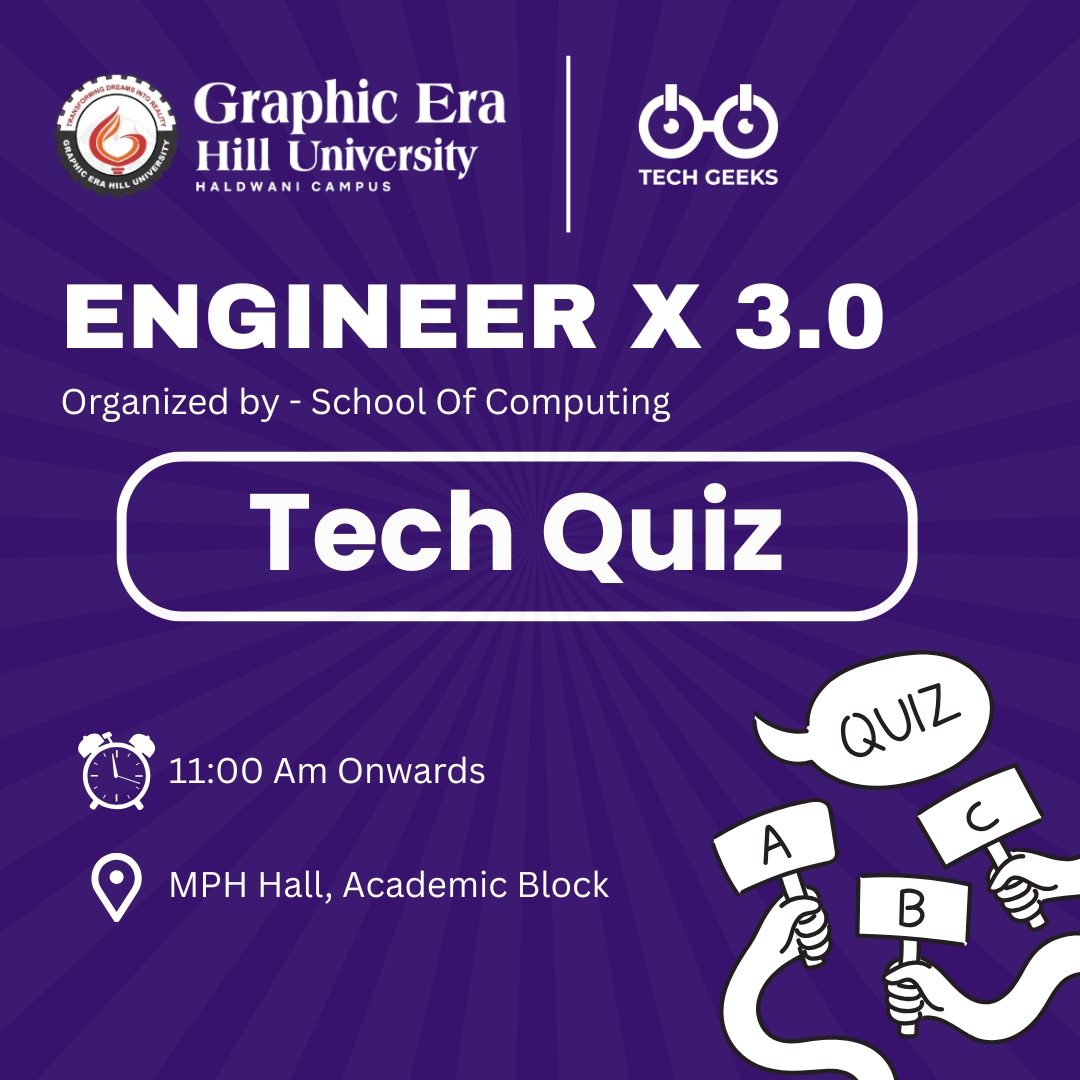 TRANSFORMING DREAMS INTO REALITY
GRAPHIC ERA HILL UNIVERSITY
Graphic Era
Hill University
HALDWANI CAMPUS
TECH GEEKS
ENGINEER X 3.0
Organized by - School Of Computing
Tech Quiz
QUIZ
11:00 Am Onwards
A
C
B
MPH Hall, Academic Block